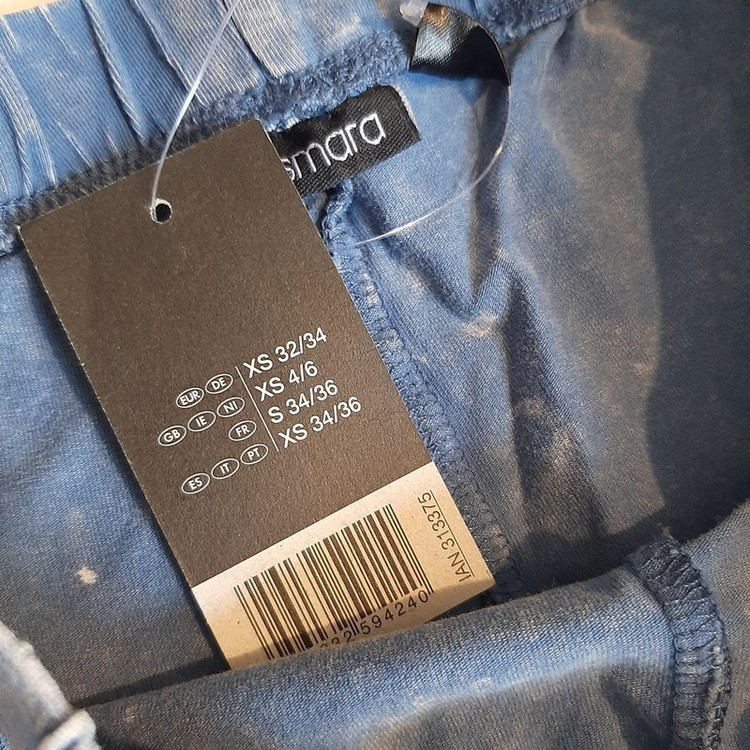 smara
EUR DE XS 32/34
GB IE NI XS 4/6
FR S 34/36
ES IT PT XS 34/36
IAN 313375
594240